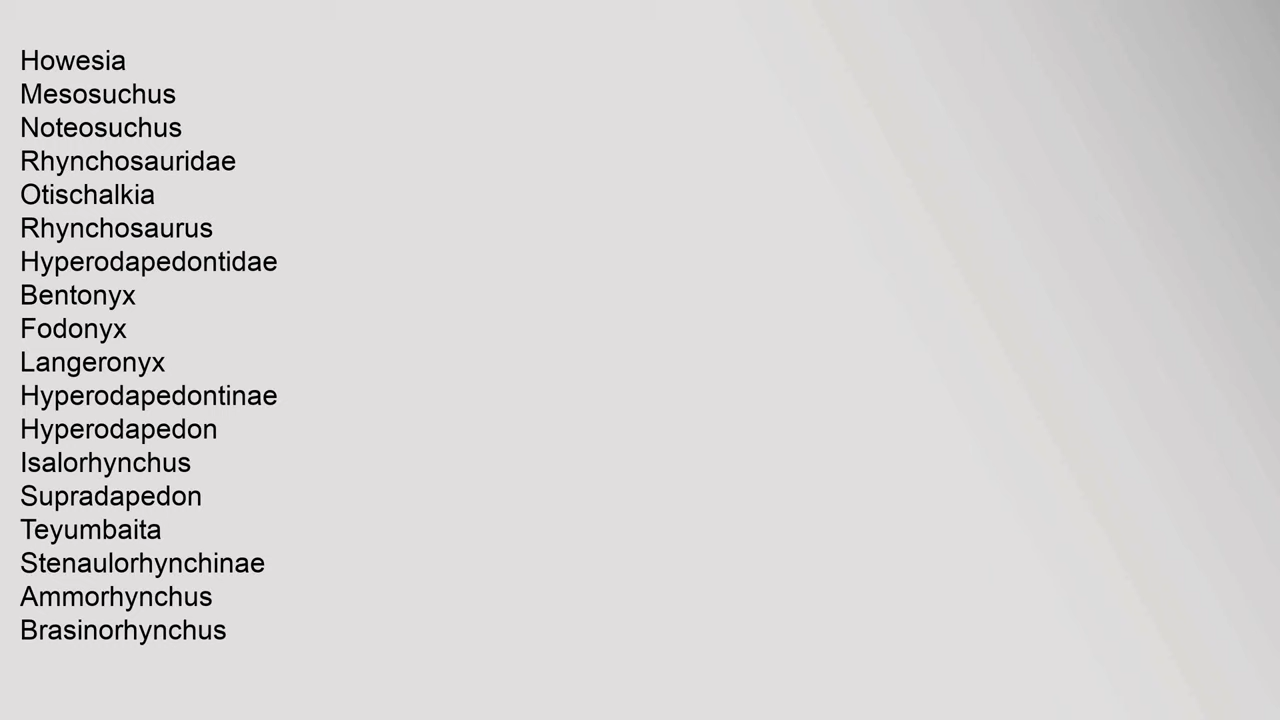 Howesia
Mesosuchus
Noteosuchus
Rhynchosauridae
Otischalkia
Rhynchosaurus
Hyperodapedontidae
Bentonyx
Fodonyx
Langeronyx
Hyperodapedontinae
Hyperodapedon
Isalorhynchus
Supradapedon
Teyumbaita
Stenaulorhynchinae
Ammorhynchus
Brasinorhynchus